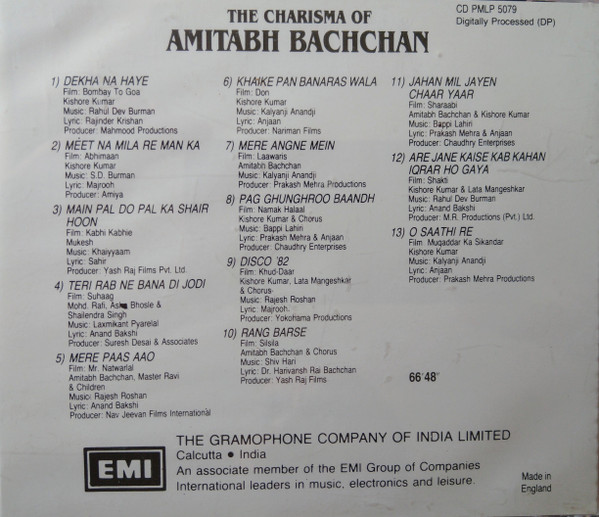 THE CHARISMA OF
AMITABH BACHCHAN
CD PMLP 5079
Digitally Processed (DP)
1) DEKHA NA HAYE
Film: Bombay To Goa
Kishore Kumar
Music: Rahul Dev Burman
Lyric: Rajinder Krishan
Producer: Mahmood Productions
2) MEET NA MILA RE MAN KA
Film: Abhimaan
Kishore Kumar
Music: S.D. Burman
Lyric: Majrooh
Producer: Amiya
3) MAIN PAL DO PAL KA SHAIR
HOON
Film: Kabhi Kabhie
Mukesh
Music: Khaiyyaam
Lyric: Sahir
Producer: Yash Raj Films Pvt. Ltd.
4) TERI RAB NE BANA DI JODI
Film: Suhaag
Mohd. Rafi, Asha Bhosle &
Shailendra Singh
Music: Laxmikant Pyarelal
Lyric: Anand Bakshi
Producer: Suresh Desai & Associates
5) MERE PAAS AAO
Film: Mr. Natwarlal
Amitabh Bachchan, Master Ravi
& Children
Music: Rajesh Roshan
Lyric: Anand Bakshi
Producer: Nav Jeevan Films International
6) KHAIKE PAN BANARAS WALA
Film: Don
Kishore Kumar
Music: Kalyanji Anandji
Lyric: Anjaan
Producer: Nariman Films
7) MERE ANGNE MEIN
Film: Laawaris
Amitabh Bachchan
Music: Kalyanji Anandji
Producer: Prakash Mehra Productions
8) PAG GHUNGHROO BAANDH
Film: Namak Halaal
Kishore Kumar & Chorus
Music: Bappi Lahiri
Lyric: Prakash Mehra & Anjaan
Producer: Chaudhry Enterprises
9) DISCO '82
Film: Khud-Daar
Kishore Kumar, Lata Mangeshkar
& Chorus
Music: Rajesh Roshan
Lyric: Majrooh
Producer: Yokohama Productions
10) RANG BARSE
Film: Silsila
Amitabh Bachchan & Chorus
Music: Shiv Hari
Lyric: Dr. Harivansh Rai Bachchan
Producer: Yash Raj Films
11) JAHAN MIL JAYEN
CHAAR YAAR
Film: Sharaabi
Amitabh Bachchan & Kishore Kumar
Music: Bappi Lahiri
Lyric: Prakash Mehra & Anjaan
Producer: Chaudhry Enterprises
12) ARE JANE KAISE KAB KAHAN
IQRAR HO GAYA
Film: Shakti
Kishore Kumar & Lata Mangeshkar
Music: Rahul Dev Burman
Lyric: Anand Bakshi
Producer: M.R. Productions (Pvt.) Ltd.
13) O SAATHI RE
Film: Muqaddar Ka Sikandar
Kishore Kumar
Music: Kalyanji Anandji
Lyric: Anjaan
Producer: Prakash Mehra Productions
66'48"
EMI
THE GRAMOPHONE COMPANY OF INDIA LIMITED
Calcutta • India
An associate member of the EMI Group of Companies
International leaders in music, electronics and leisure.
Made in
England